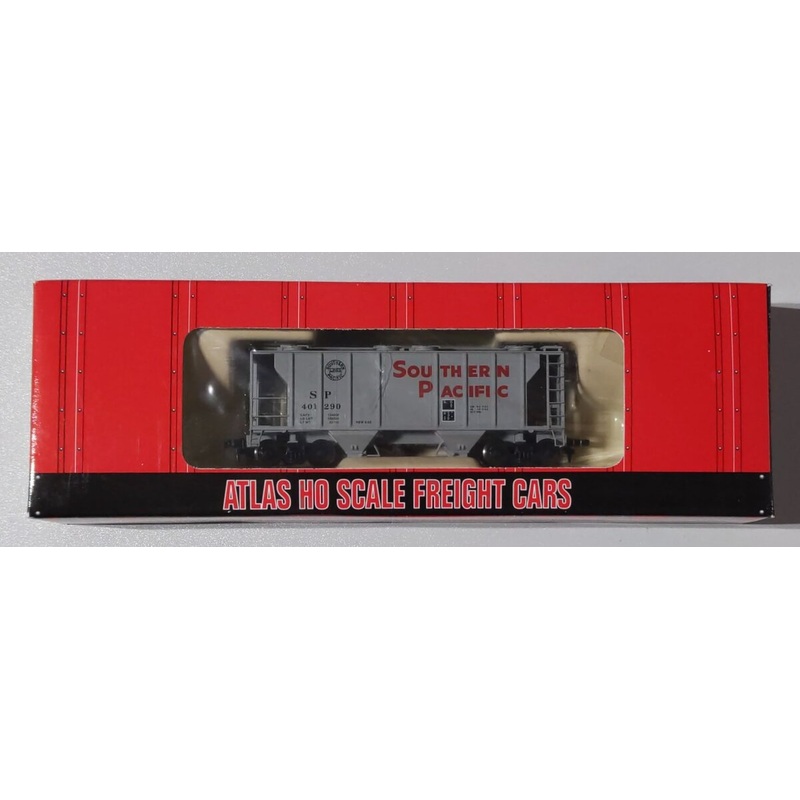 SOUTHERN
PACIFIC
SP
401290
ATLAS HO SCALE FREIGHT CARS